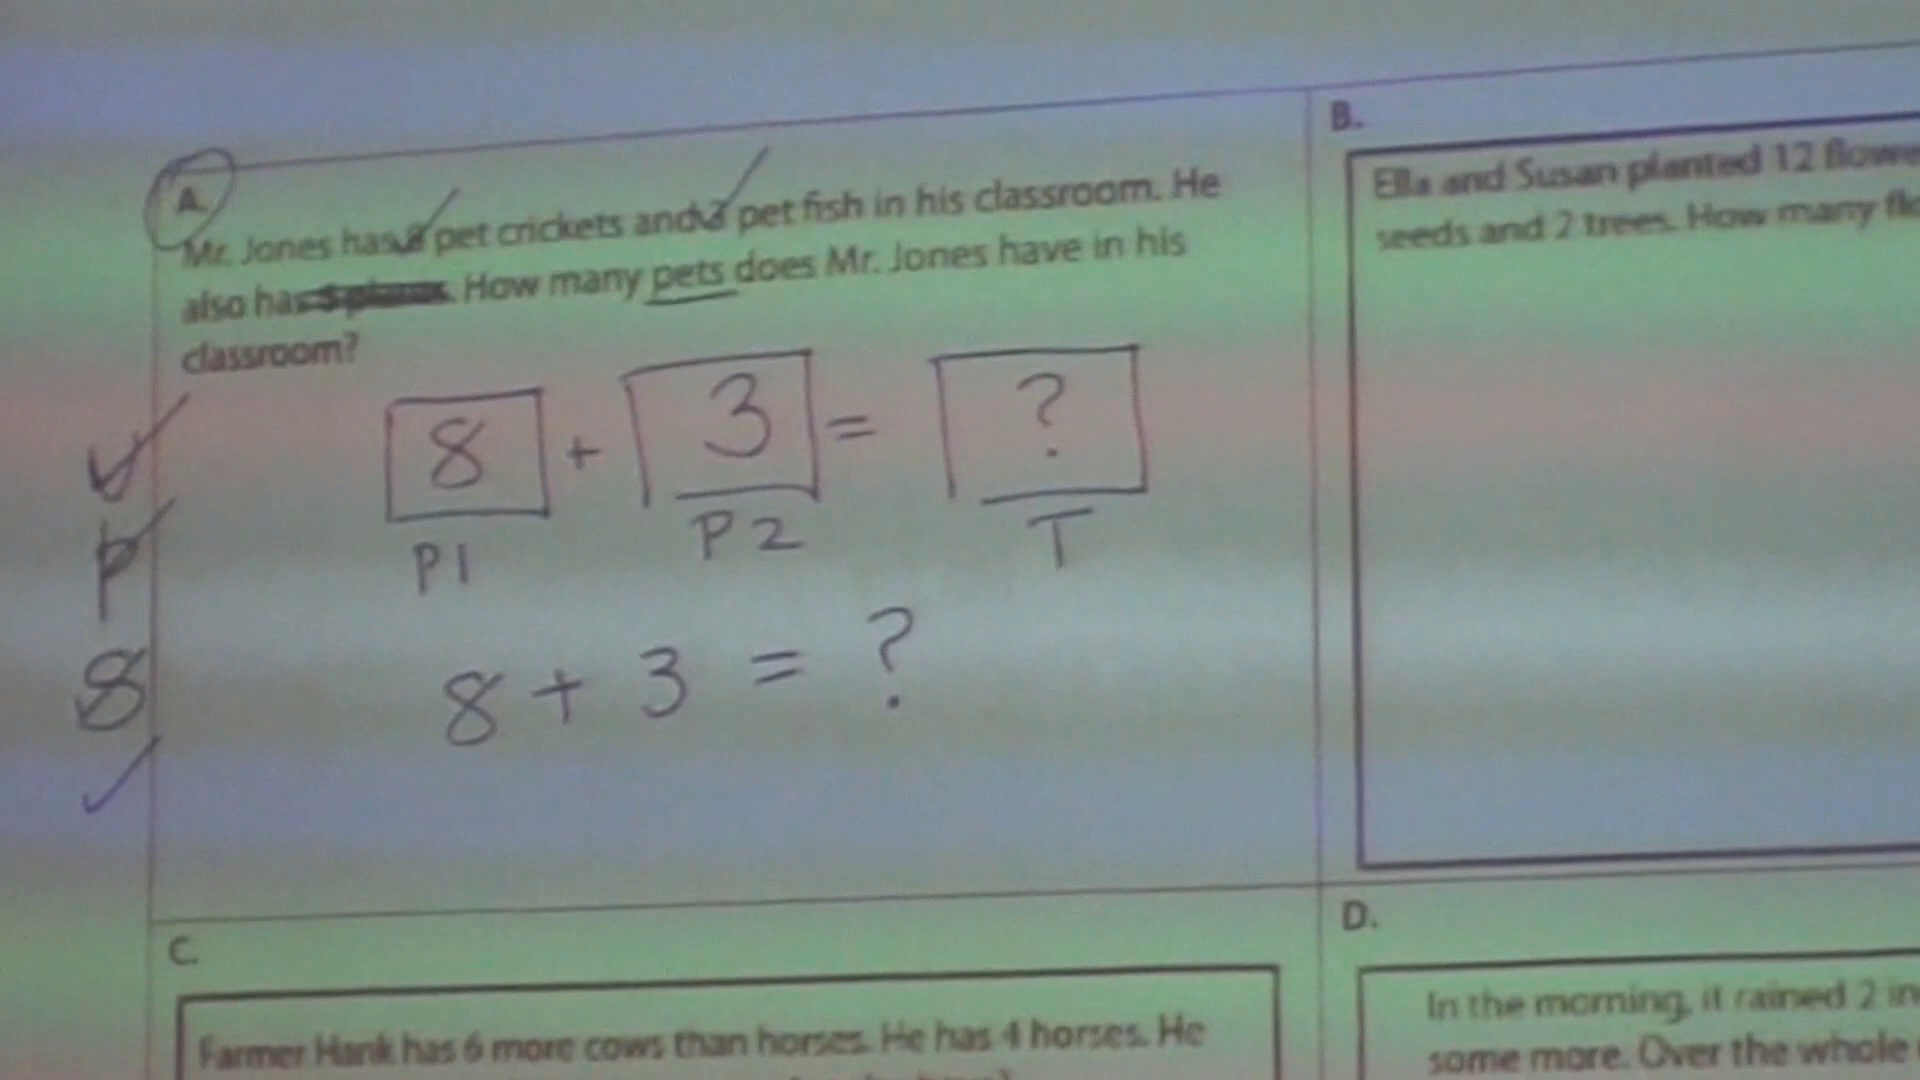 A.
Mr. Jones has 8 pet crickets and 3 pet fish in his classroom. He
also has. How many pets does Mr. Jones have in his
classroom?
8 + 3 = ?
P1 P2 T
8 + 3 = ?
P
8
B.
Ella and Susan planted 12 flowe
seeds and 2 trees. How many flo
C.
Farmer Hank has 6 more cows than horses. He has 4 horses. He
D.
In the morning, it rained 2 in
some more. Over the whole